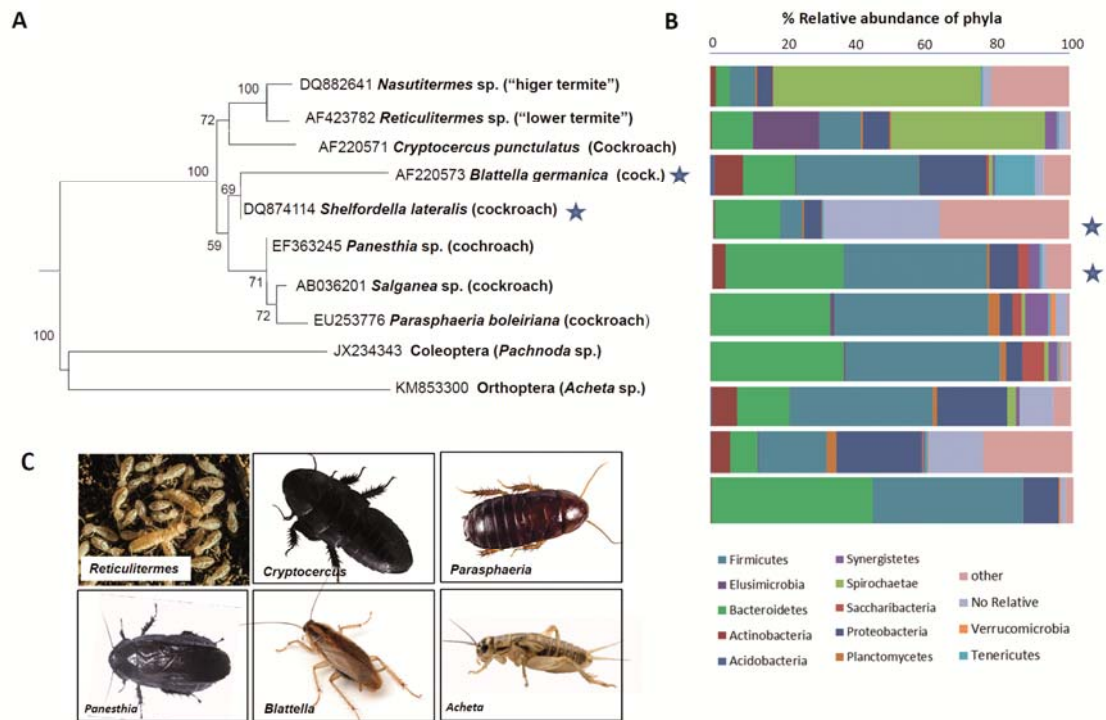 A
100
DQ882641 Nasutitermes sp. ("higer termite")
72
AF423782 Reticulitermes sp. ("lower termite")
AF220571 Cryptocercus punctulatus (Cockroach)
100
69
AF220573 Blattella germanica (cock.)
DQ874114 Shelfordella lateralis (cockroach)
59
EF363245 Panesthia sp. (cochroach)
71
AB036201 Salganea sp. (cockroach)
72
EU253776 Parasphaeria boleiriana (cockroach)
100
JX234343 Coleoptera (Pachnoda sp.)
KM853300 Orthoptera (Acheta sp.)
B
% Relative abundance of phyla
0 20 40 60 80 100
Firmicutes
Elusimicrobia
Bacteroidetes
Actinobacteria
Acidobacteria
Synergistetes
Spirochaetae
Saccharibacteria
Proteobacteria
Planctomycetes
other
No Relative
Verrucomicrobia
Tenericutes
C
Reticulitermes
Cryptocercus
Parasphaeria
Panesthia
Blattella
Acheta